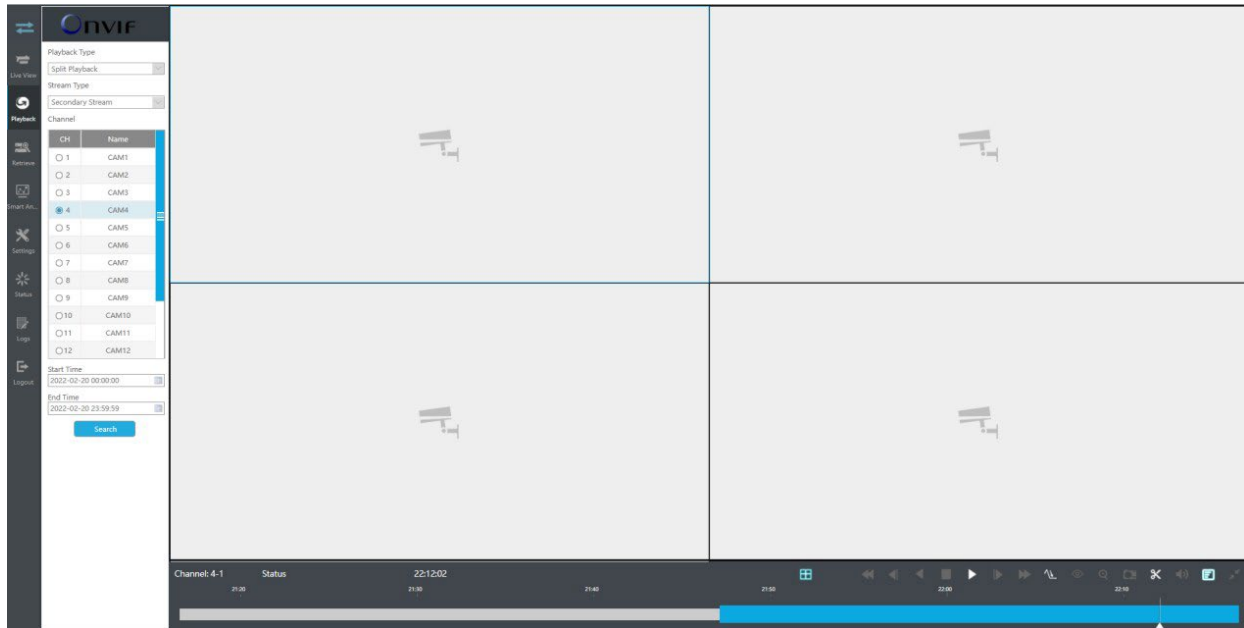 ONVIF
Live View
Playback
Retrieve
Smart An...
Settings
Status
Logs
Logout
Playback Type
Split Playback
Stream Type
Secondary Stream
Channel
CH Name
1 CAM1
2 CAM2
3 CAM3
4 CAM4
5 CAM5
6 CAM6
7 CAM7
8 CAM8
9 CAM9
10 CAM10
11 CAM11
12 CAM12
Start Time
2022-02-20 00:00:00
End Time
2022-02-20 23:59:59
Search
Channel: 4-1 Status 22:12:02
21:20 21:30 21:40 21:50 22:00 22:10